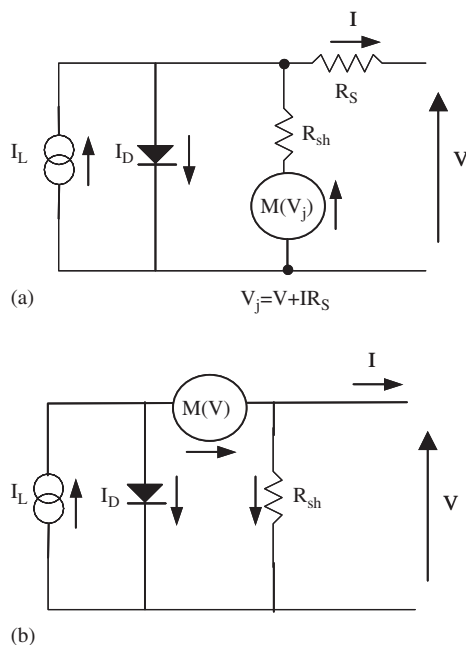 I
R_S
I_L
I_D
R_sh
M(V_j)
V
(a)
V_j=V+IR_S
I
M(V)
I_L
I_D
R_sh
V
(b)